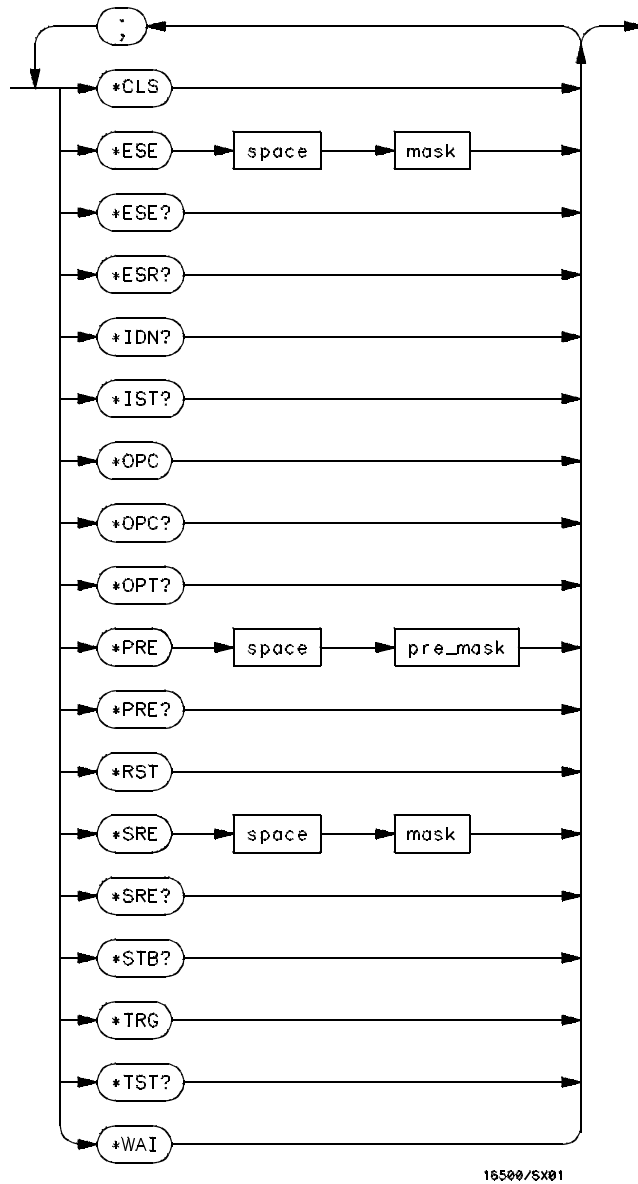 ;
*CLS
*ESE space mask
*ESE?
*ESR?
*IDN?
*IST?
*OPC
*OPC?
*OPT?
*PRE space pre_mask
*PRE?
*RST
*SRE space mask
*SRE?
*STB?
*TRG
*TST?
*WAI
16500/SX01